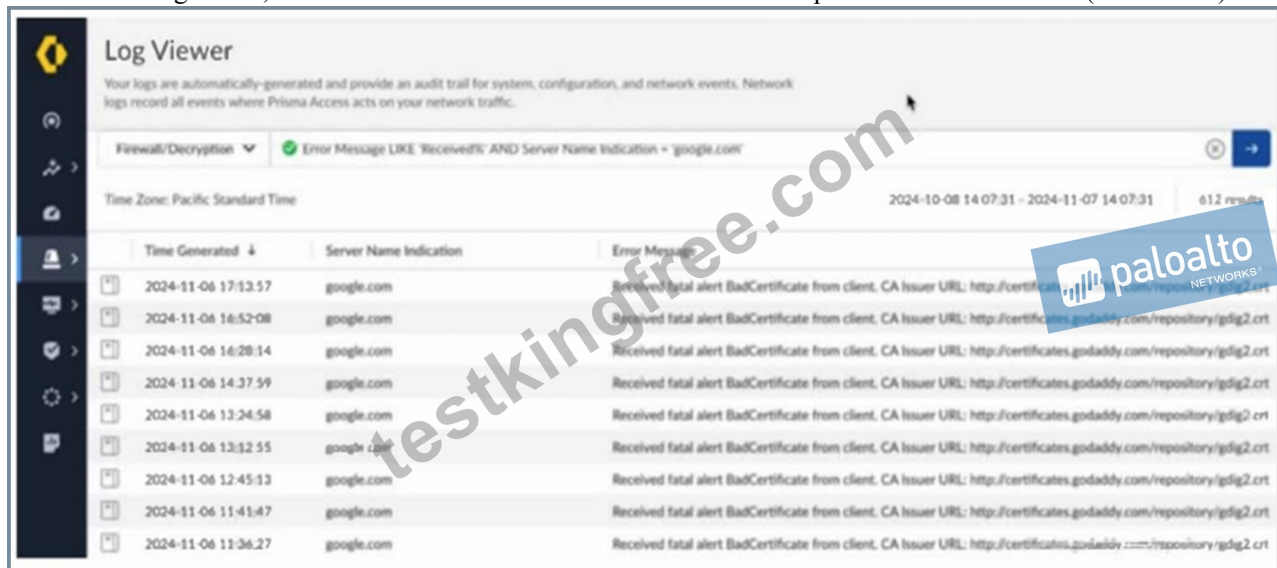 Log Viewer
Your logs are automatically-generated and provide an audit trail for system, configuration, and network events. Network
logs record all events where Prisma Access acts on your network traffic.
Firewall/Decryption
Error Message LIKE 'Received%' AND Server Name Indication = 'google.com'
Time Zone: Pacific Standard Time 2024-10-08 14:07:31 - 2024-11-07 14:07:31 612 results
Time Generated ↓ Server Name Indication Error Message
2024-11-06 17:13:57 google.com Received fatal alert BadCertificate from client. CA Issuer URL: http://certificates.godaddy.com/repository/gdig2.crt
2024-11-06 16:52:08 google.com Received fatal alert BadCertificate from client. CA Issuer URL: http://certificates.godaddy.com/repository/gdig2.crt
2024-11-06 16:28:14 google.com Received fatal alert BadCertificate from client. CA Issuer URL: http://certificates.godaddy.com/repository/gdig2.crt
2024-11-06 14:37:59 google.com Received fatal alert BadCertificate from client. CA Issuer URL: http://certificates.godaddy.com/repository/gdig2.crt
2024-11-06 13:24:58 google.com Received fatal alert BadCertificate from client. CA Issuer URL: http://certificates.godaddy.com/repository/gdig2.crt
2024-11-06 13:12:55 google.com Received fatal alert BadCertificate from client. CA Issuer URL: http://certificates.godaddy.com/repository/gdig2.crt
2024-11-06 12:45:13 google.com Received fatal alert BadCertificate from client. CA Issuer URL: http://certificates.godaddy.com/repository/gdig2.crt
2024-11-06 11:41:47 google.com Received fatal alert BadCertificate from client. CA Issuer URL: http://certificates.godaddy.com/repository/gdig2.crt
2024-11-06 11:36:27 google.com Received fatal alert BadCertificate from client. CA Issuer URL: http://certificates.godaddy.com/repository/gdig2.crt
testkingfree.com
paloalto
NETWORKS